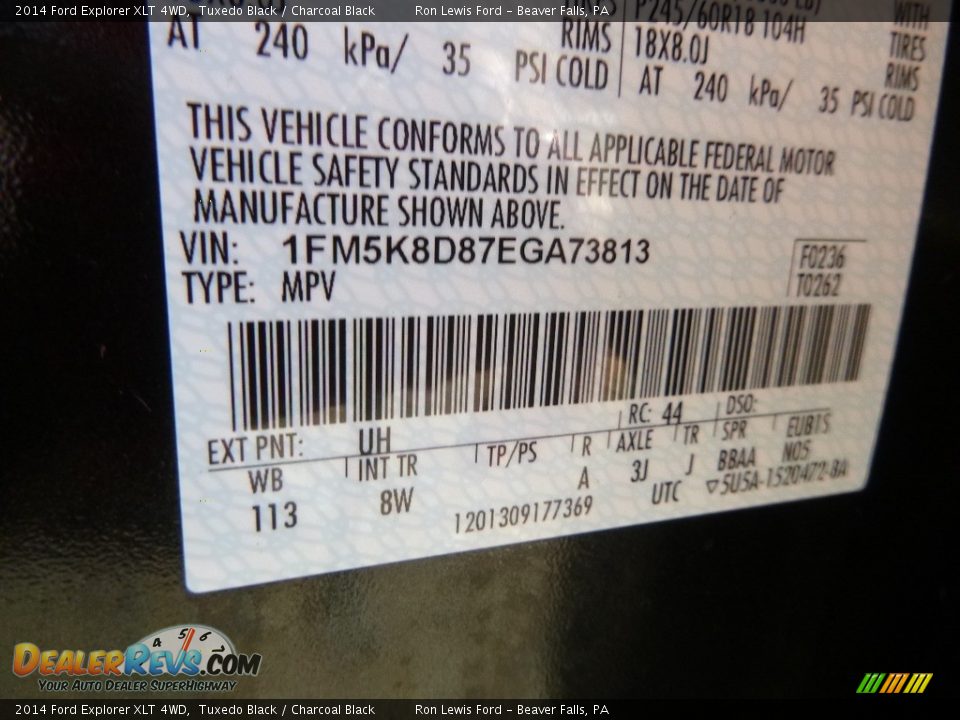 2014 Ford Explorer XLT 4WD, Tuxedo Black / Charcoal Black Ron Lewis Ford - Beaver Falls, PA
P245/60R18 104H WITH
AT 240 kPa/ 35 RIMS 18X8.0J TIRES
PSI COLD AT 240 kPa/ 35 PSI COLD RIMS
THIS VEHICLE CONFORMS TO ALL APPLICABLE FEDERAL MOTOR
VEHICLE SAFETY STANDARDS IN EFFECT ON THE DATE OF
MANUFACTURE SHOWN ABOVE.
VIN: 1FM5K8D87EGA73813 F0236
TYPE: MPV T0262
RC: 44 DSO:
EXT PNT: UH
WB INT TR TP/PS R AXLE TR SPR EUB1S
113 8W A 3J J BBAA N05
1201309177369 UTC ▽5U5A-1520472-BA
4 5 6
DEALERREVS.COM
YOUR AUTO DEALER SUPERHIGHWAY
2014 Ford Explorer XLT 4WD, Tuxedo Black / Charcoal Black Ron Lewis Ford - Beaver Falls, PA